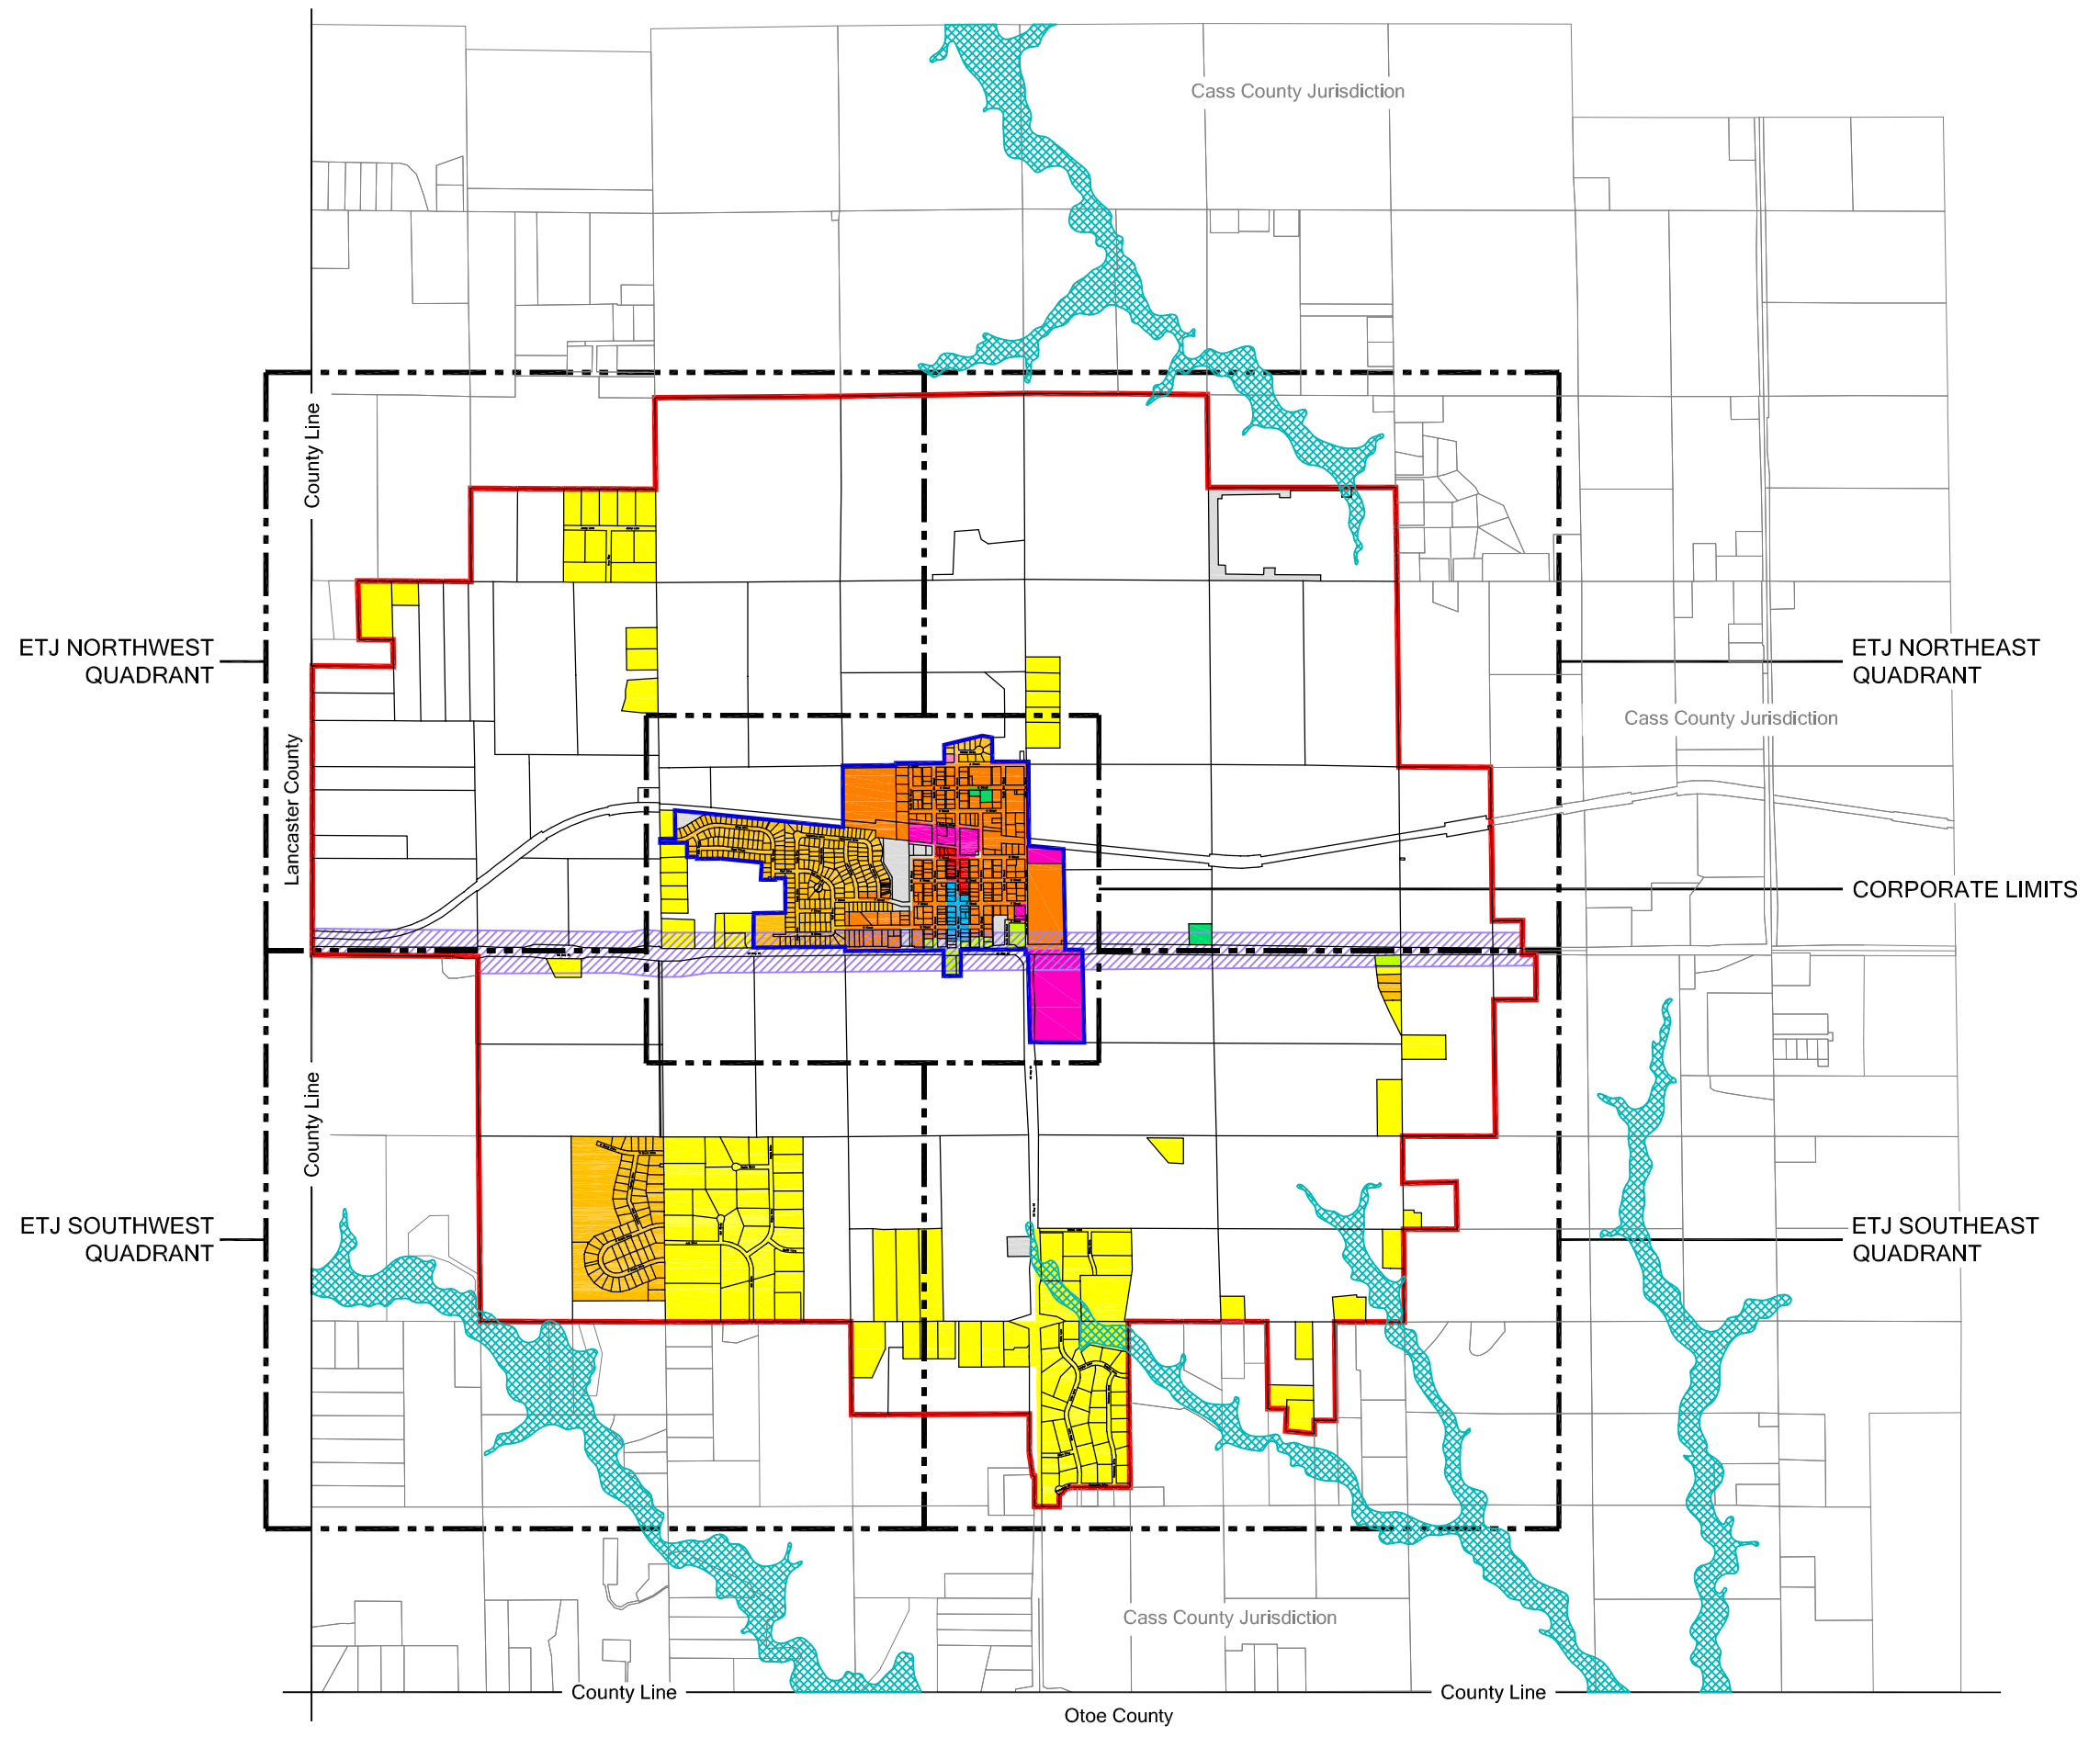 Cass County Jurisdiction
County Line
ETJ NORTHWEST
QUADRANT
ETJ NORTHEAST
QUADRANT
Cass County Jurisdiction
Lancaster County
CORPORATE LIMITS
County Line
ETJ SOUTHWEST
QUADRANT
ETJ SOUTHEAST
QUADRANT
Cass County Jurisdiction
County Line
County Line
Otoe County